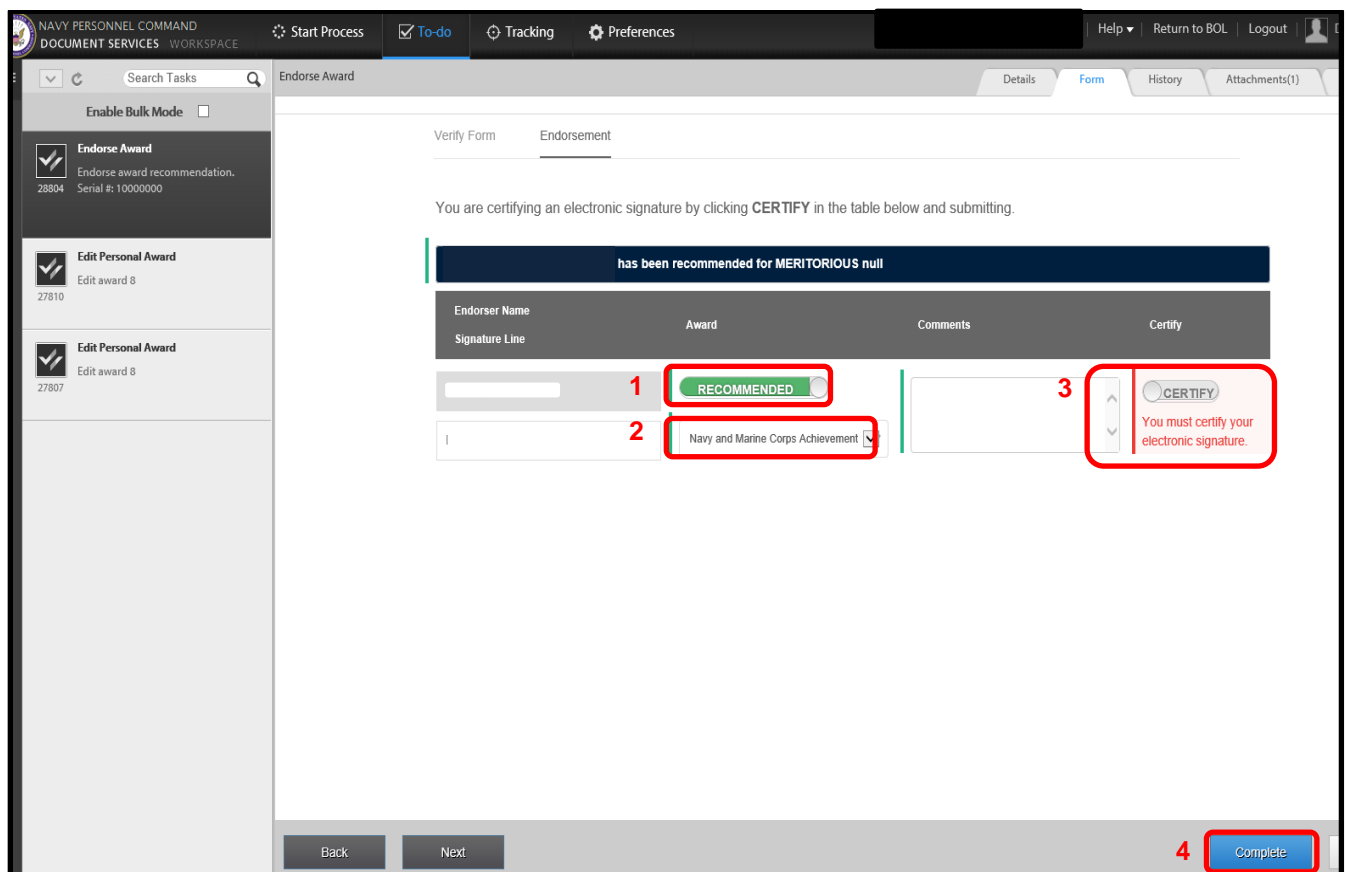 NAVY PERSONNEL COMMAND
DOCUMENT SERVICES WORKSPACE
Start Process
To-do
Tracking
Preferences
Help
Return to BOL
Logout
Search Tasks
Endorse Award
Details
Form
History
Attachments(1)
Enable Bulk Mode
Endorse Award
Endorse award recommendation.
28804 Serial #: 10000000
Edit Personal Award
Edit award 8
27810
Edit Personal Award
Edit award 8
27807
Verify Form
Endorsement
You are certifying an electronic signature by clicking CERTIFY in the table below and submitting.
has been recommended for MERITORIOUS null
Endorser Name
Signature Line
Award
Comments
Certify
1
RECOMMENDED
2
Navy and Marine Corps Achievement
3
CERTIFY
You must certify your
electronic signature.
Back
Next
4
Complete